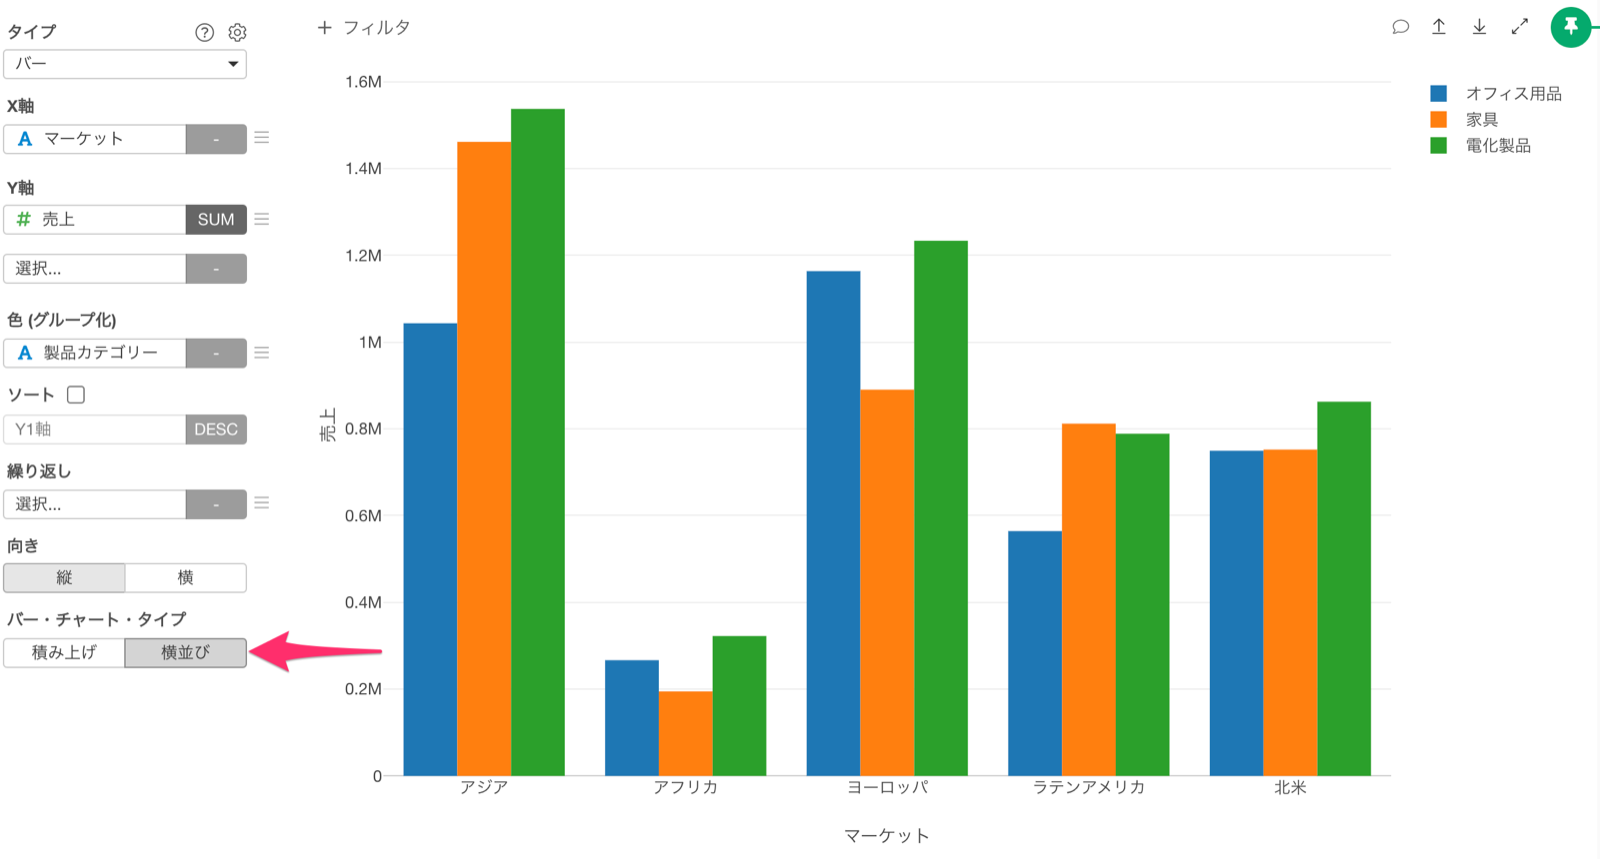 タイプ
バー
X軸
A マーケット -
Y軸
# 売上 SUM
選択... -
色 (グループ化)
A 製品カテゴリー -
ソート
Y1軸 DESC
繰り返し
選択... -
向き
縦 横
バー・チャート・タイプ
積み上げ 横並び
+ フィルタ
1.6M
1.4M
1.2M
1M
0.8M
0.6M
0.4M
0.2M
0
売上
アジア アフリカ ヨーロッパ ラテンアメリカ 北米
マーケット
オフィス用品
家具
電化製品